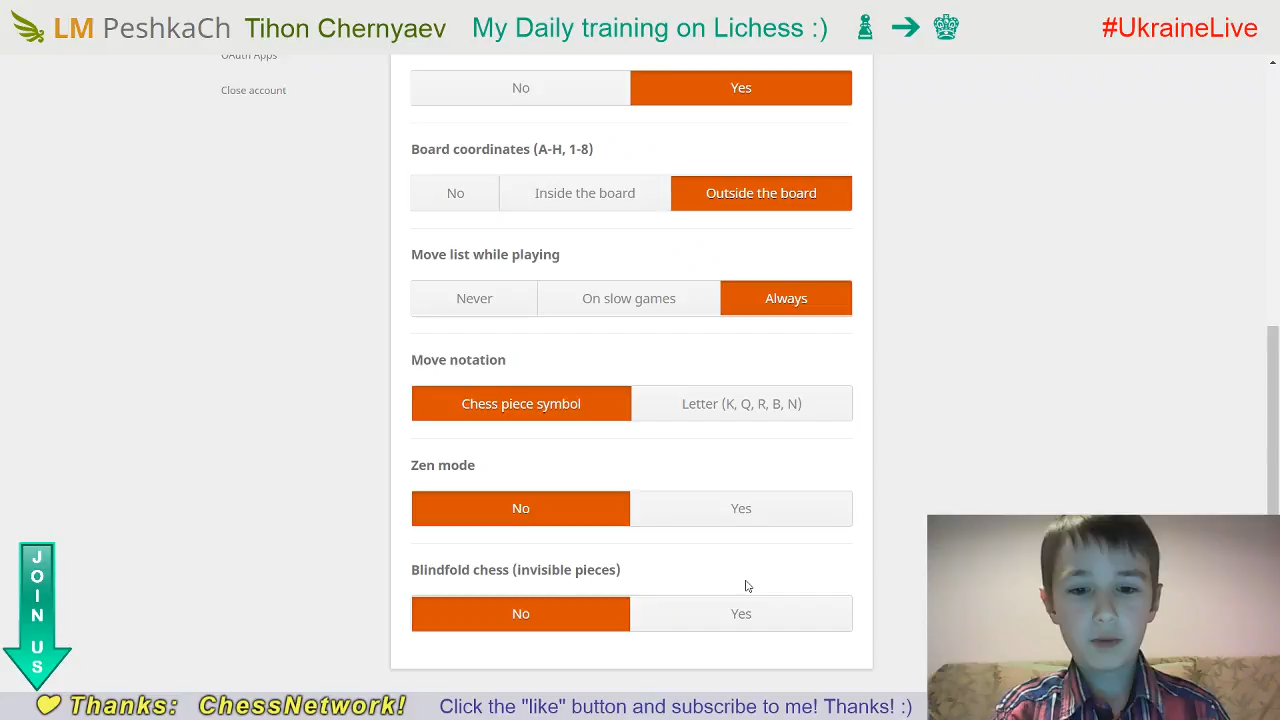 LM PeshkaCh Tihon Chernyaev My Daily training on Lichess :) #UkraineLive
OAuth Apps
Close account
No Yes
Board coordinates (A-H, 1-8)
No Inside the board Outside the board
Move list while playing
Never On slow games Always
Move notation
Chess piece symbol Letter (K, Q, R, B, N)
Zen mode
No Yes
Blindfold chess (invisible pieces)
No Yes
JOIN
US
Thanks: ChessNetwork! Click the "like" button and subscribe to me! Thanks! :)